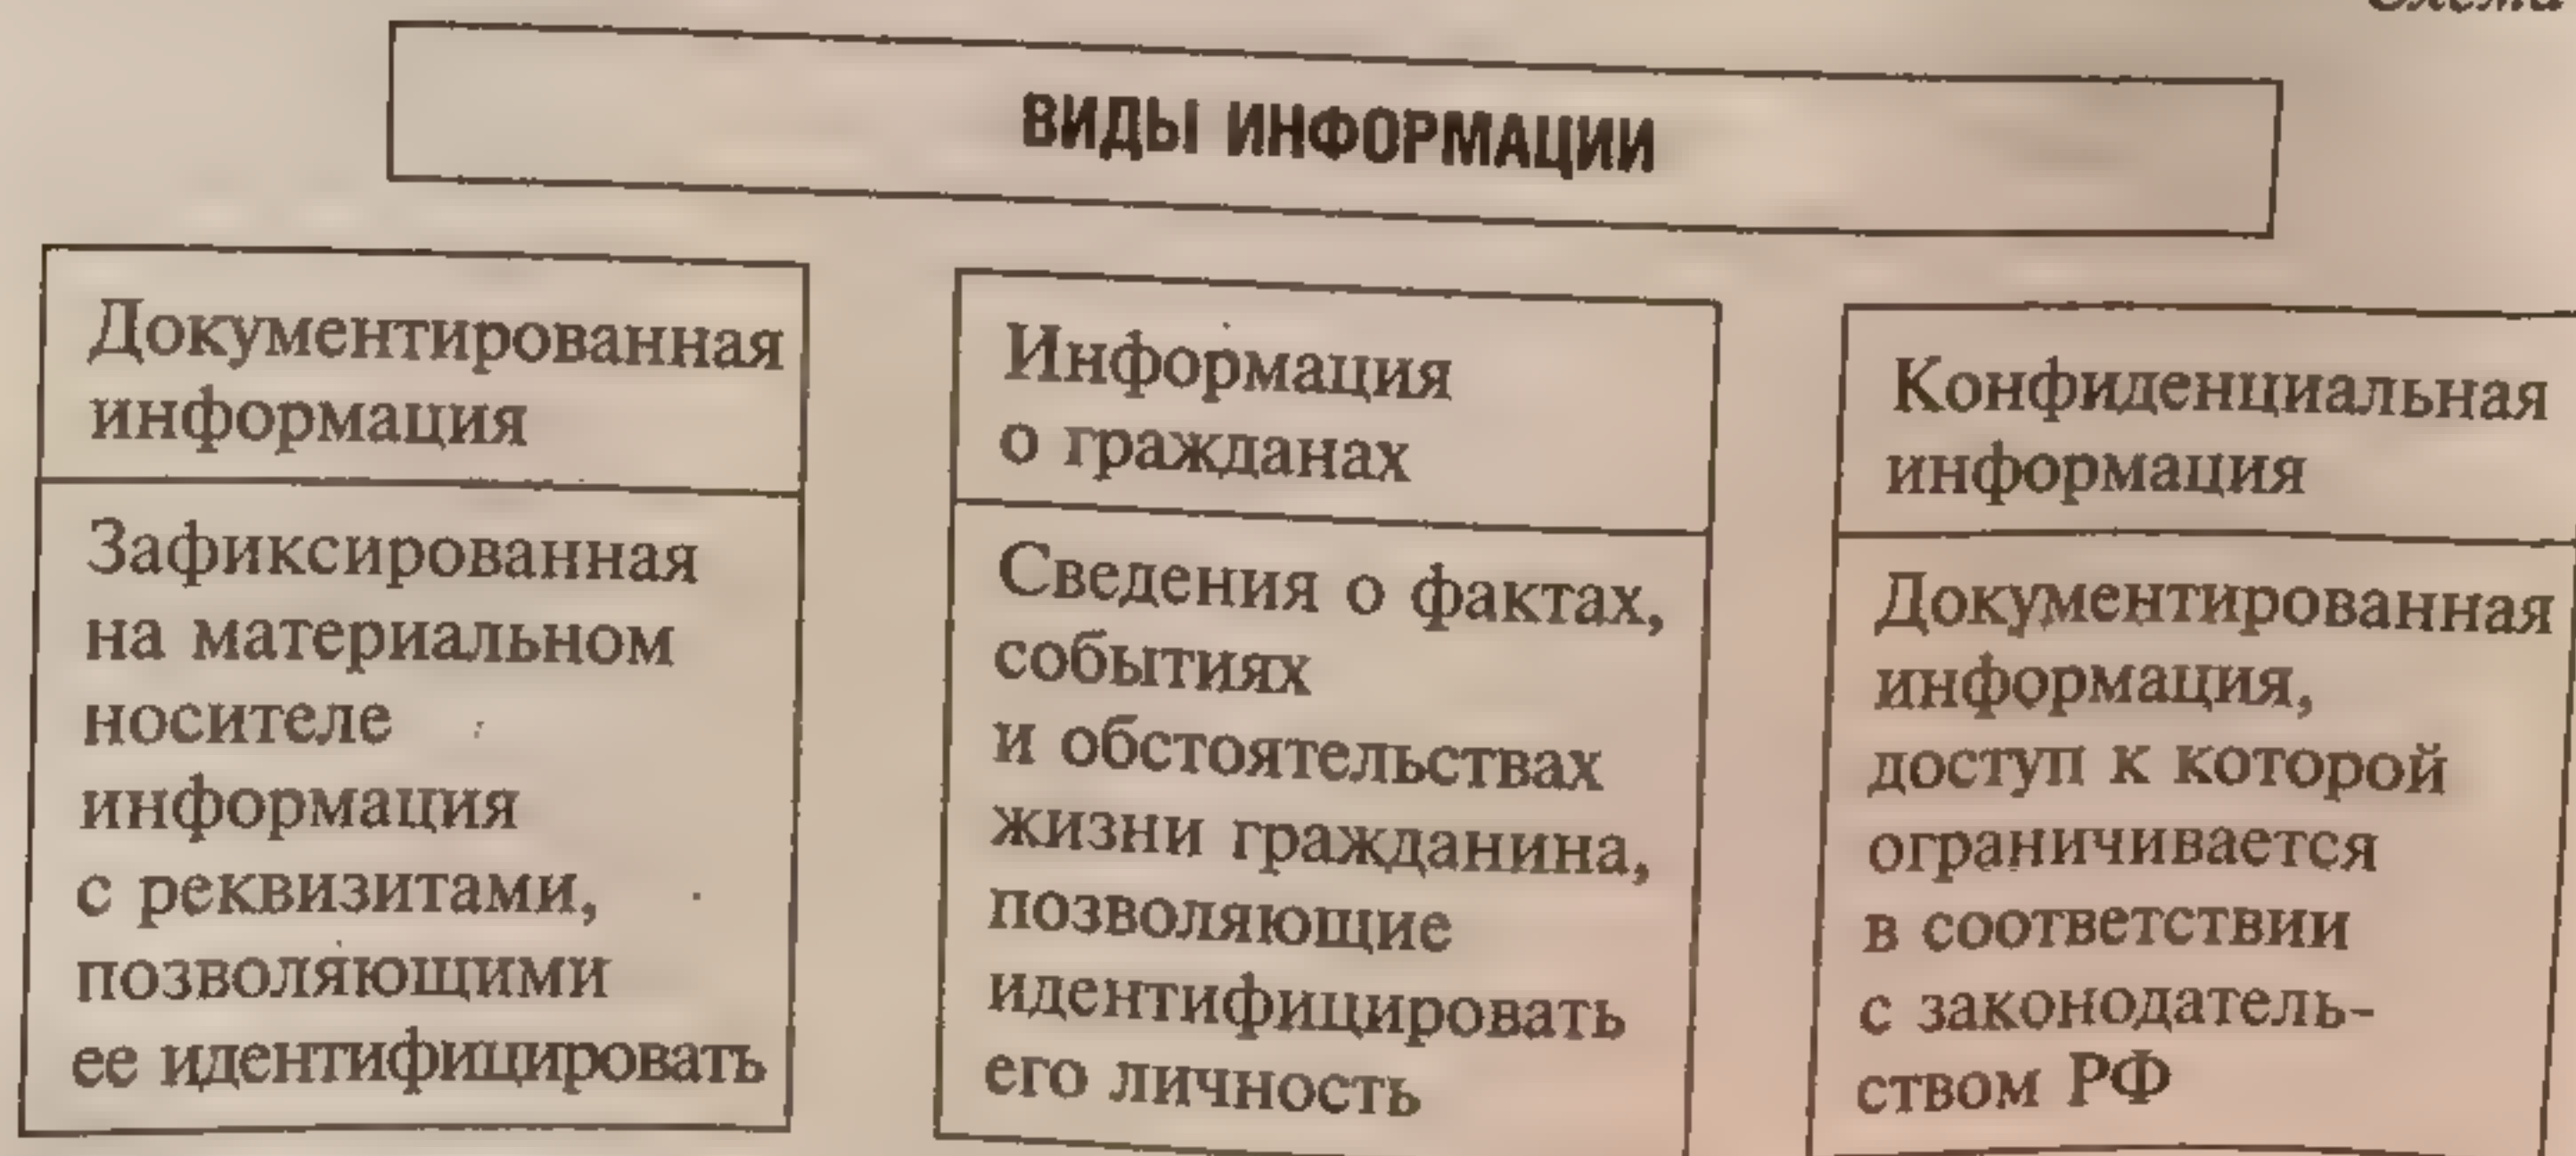 ВИДЫ ИНФОРМАЦИИ
Документированная
информация
Зафиксированная
на материальном
носителе
информация
с реквизитами,
позволяющими
ее идентифицировать
Информация
о гражданах
Сведения о фактах,
событиях
и обстоятельствах
жизни гражданина,
позволяющие
идентифицировать
его личность
Конфиденциальная
информация
Документированная
информация,
доступ к которой
ограничивается
в соответствии
с законодатель-
ством РФ